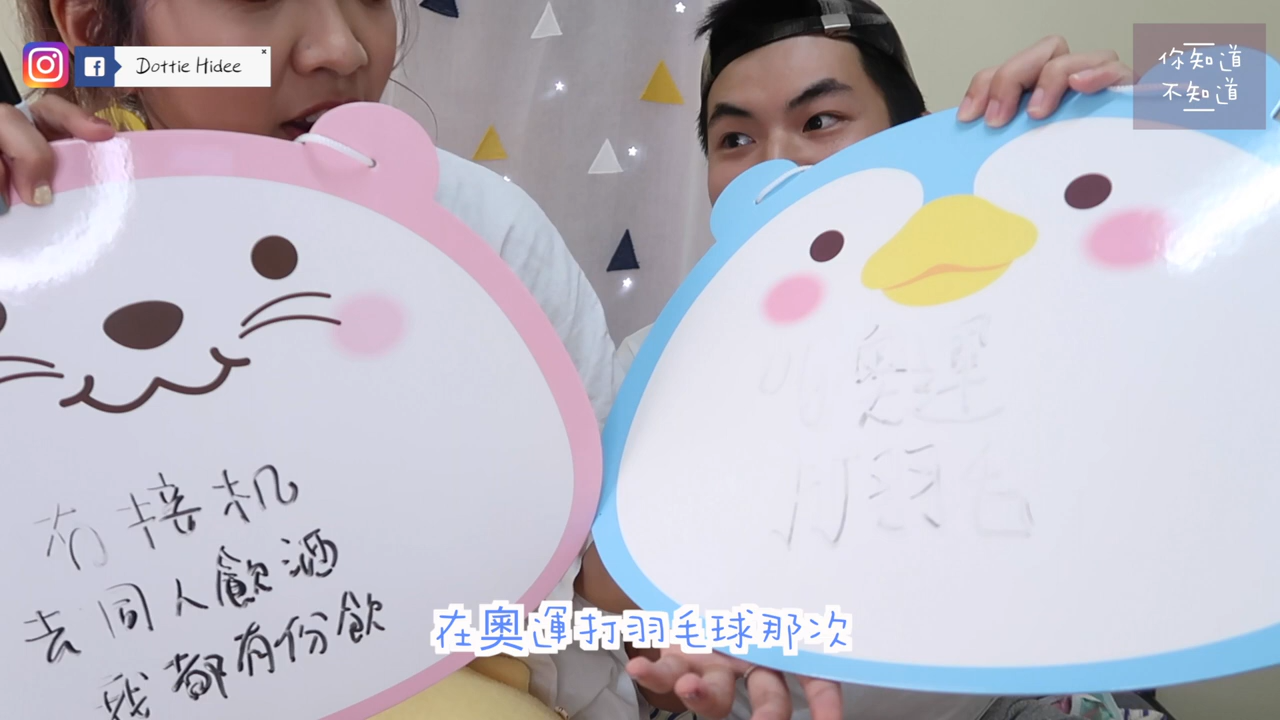 Dottie Hidee
你知道
不知道
有接机
去同人飲酒
我都有份飲
奧運
打羽毛
在奧運打羽毛球那次